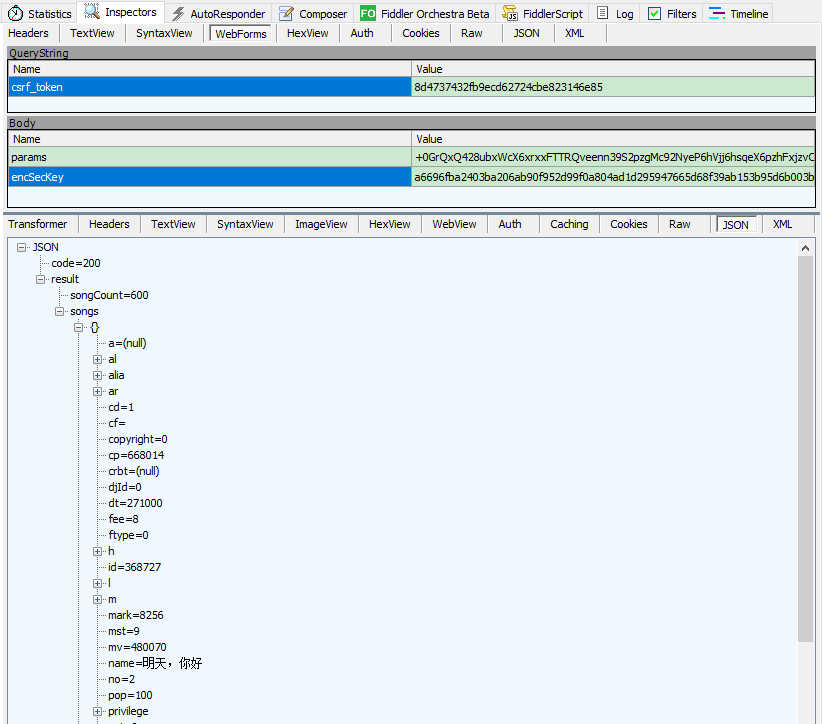 Statistics Inspectors AutoResponder Composer FO Fiddler Orchestra Beta FiddlerScript Log Filters Timeline
Headers TextView SyntaxView WebForms HexView Auth Cookies Raw JSON XML
QueryString
Name Value
csrf_token 8d4737432fb9ecd62724cbe823146e85
Body
Name Value
params +0GrQxQ428ubxWcX6xrxxFTTRQveenn39S2pzgMc92NyeP6hVjj6hsqeX6pzhFxjzvC
encSecKey a6696fba2403ba206ab90f952d99f0a804ad1d295947665d68f39ab153b95d6b003b
Transformer Headers TextView SyntaxView ImageView HexView WebView Auth Caching Cookies Raw JSON XML
JSON
code=200
result
songCount=600
songs
{}
a=(null)
al
alia
ar
cd=1
cf=
copyright=0
cp=668014
crbt=(null)
djId=0
dt=271000
fee=8
ftype=0
h
id=368727
l
m
mark=8256
mst=9
mv=480070
name=明天，你好
no=2
pop=100
privilege